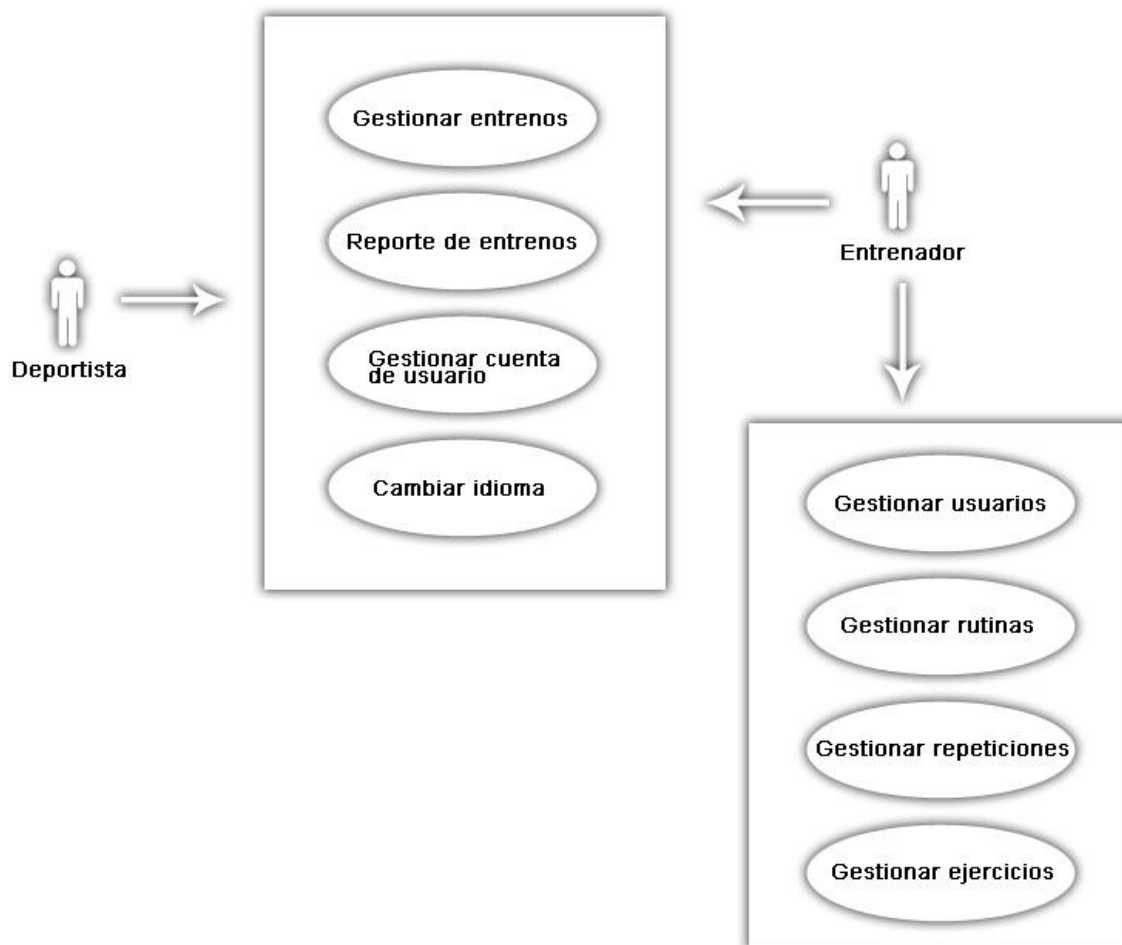 Gestionar entrenos
Reporte de entrenos
Gestionar cuenta
de usuario
Cambiar idioma
Deportista
Entrenador
Gestionar usuarios
Gestionar rutinas
Gestionar repeticiones
Gestionar ejercicios